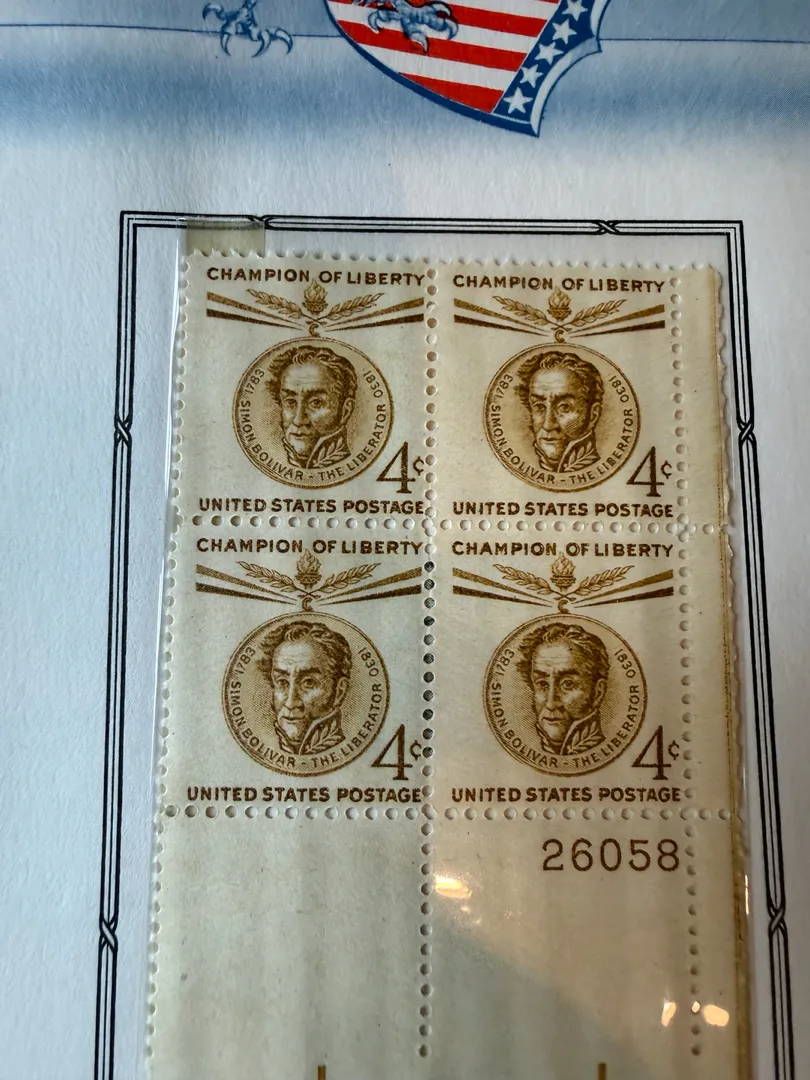 CHAMPION OF LIBERTY
1783 1830
SIMON BOLIVAR - THE LIBERATOR
4¢
UNITED STATES POSTAGE
CHAMPION OF LIBERTY
1783 1830
SIMON BOLIVAR - THE LIBERATOR
4¢
UNITED STATES POSTAGE
CHAMPION OF LIBERTY
1783 1830
SIMON BOLIVAR - THE LIBERATOR
4¢
UNITED STATES POSTAGE
CHAMPION OF LIBERTY
1783 1830
SIMON BOLIVAR - THE LIBERATOR
4¢
UNITED STATES POSTAGE
26058